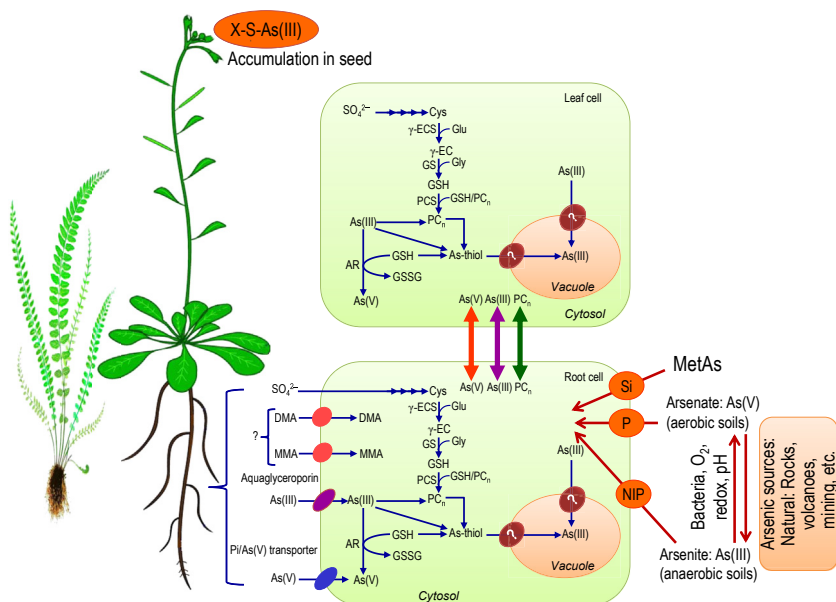 X-S-As(III)
Accumulation in seed
Leaf cell
SO₄²⁻
Cys
γ-ECS
Glu
γ-EC
GS
Gly
GSH
PCS
GSH/PCₙ
As(III)
PCₙ
As(III)
GSH
As-thiol
?
?
As(III)
AR
GSSG
As(V)
Vacuole
Cytosol
As(V) As(III) PCₙ
As(V) As(III) PCₙ
Root cell
SO₄²⁻
Cys
γ-ECS
Glu
γ-EC
GS
Gly
GSH
PCS
GSH/PCₙ
As(III)
?
DMA
DMA
MMA
MMA
Aquaglyceroporin
As(III)
As(III)
PCₙ
GSH
As-thiol
?
?
As(III)
Pi/As(V) transporter
AR
GSSG
As(V)
As(V)
Vacuole
Cytosol
Si
MetAs
P
Arsenate: As(V)
(aerobic soils)
NIP
Bacteria, O₂,
redox, pH
Arsenite: As(III)
(anaerobic soils)
Arsenic sources:
Natural: Rocks,
volcanoes,
mining, etc.